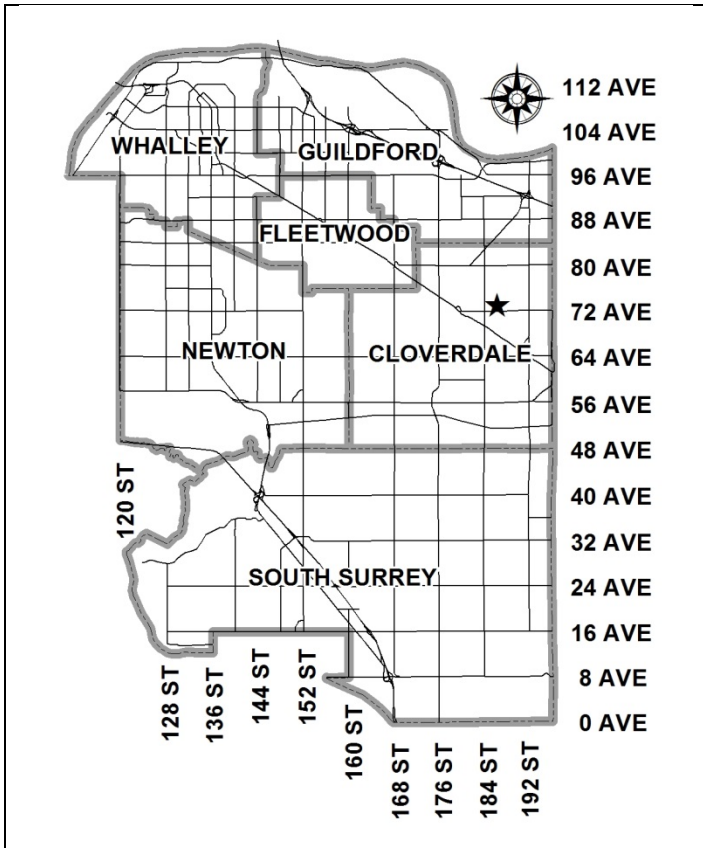 112 AVE
104 AVE
WHALLEY
GUILDFORD
96 AVE
88 AVE
FLEETWOOD
80 AVE
72 AVE
NEWTON
CLOVERDALE
64 AVE
56 AVE
48 AVE
120 ST
40 AVE
32 AVE
SOUTH SURREY
24 AVE
16 AVE
128 ST
136 ST
144 ST
152 ST
160 ST
8 AVE
0 AVE
168 ST
176 ST
184 ST
192 ST